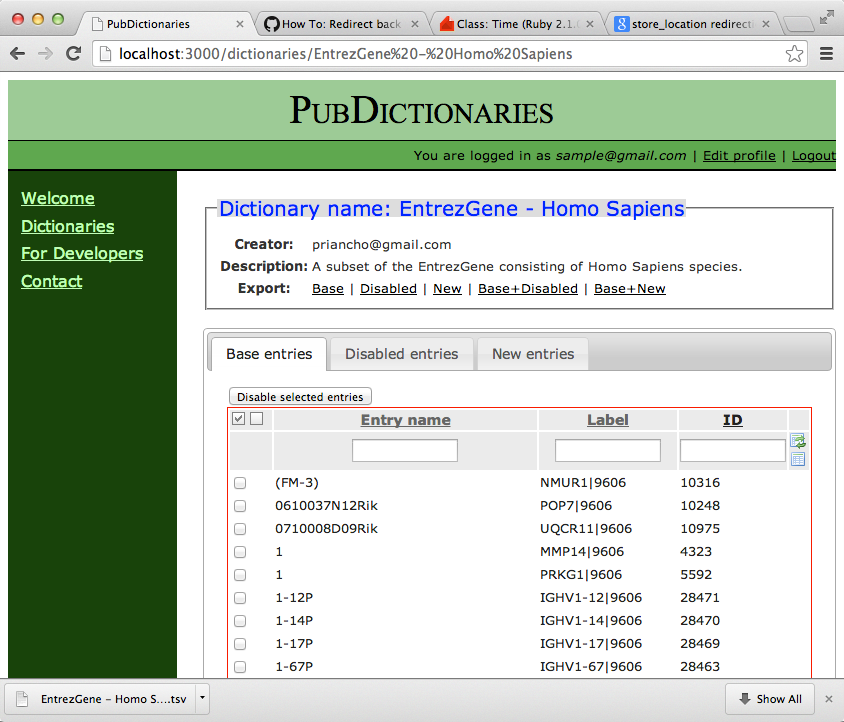 PubDictionaries
How To: Redirect back
Class: Time (Ruby 2.1.
store_location redirect
localhost:3000/dictionaries/EntrezGene%20-%20Homo%20Sapiens
PubDictionaries
You are logged in as sample@gmail.com | Edit profile | Logout
Welcome
Dictionaries
For Developers
Contact
Dictionary name: EntrezGene - Homo Sapiens
Creator: priancho@gmail.com
Description: A subset of the EntrezGene consisting of Homo Sapiens species.
Export: Base | Disabled | New | Base+Disabled | Base+New
Base entries Disabled entries New entries
Disable selected entries
Entry name Label ID
(FM-3) NMUR1|9606 10316
0610037N12Rik POP7|9606 10248
0710008D09Rik UQCR11|9606 10975
1 MMP14|9606 4323
1 PRKG1|9606 5592
1-12P IGHV1-12|9606 28471
1-14P IGHV1-14|9606 28470
1-17P IGHV1-17|9606 28469
1-67P IGHV1-67|9606 28463
EntrezGene – Homo S....tsv Show All